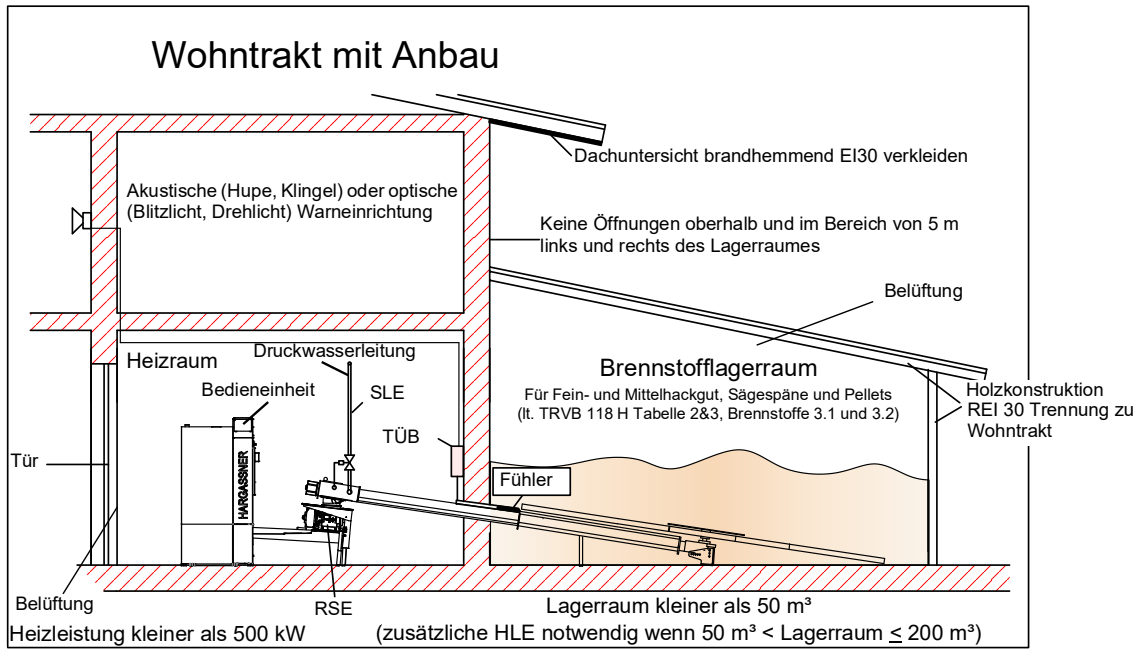 Wohntrakt mit Anbau
Dachuntersicht brandhemmend EI30 verkleiden
Akustische (Hupe, Klingel) oder optische
(Blitzlicht, Drehlicht) Warneinrichtung
Keine Öffnungen oberhalb und im Bereich von 5 m
links und rechts des Lagerraumes
Belüftung
Heizraum
Druckwasserleitung
Bedieneinheit
SLE
TÜB
Brennstofflagerraum
Für Fein- und Mittelhackgut, Sägespäne und Pellets
(lt. TRVB 118 H Tabelle 2&3, Brennstoffe 3.1 und 3.2)
Holzkonstruktion
REI 30 Trennung zu
Wohntrakt
Tür
Fühler
HARGASSNER
Belüftung
RSE
Lagerraum kleiner als 50 m³
Heizleistung kleiner als 500 kW
(zusätzliche HLE notwendig wenn 50 m³ < Lagerraum ≤ 200 m³)